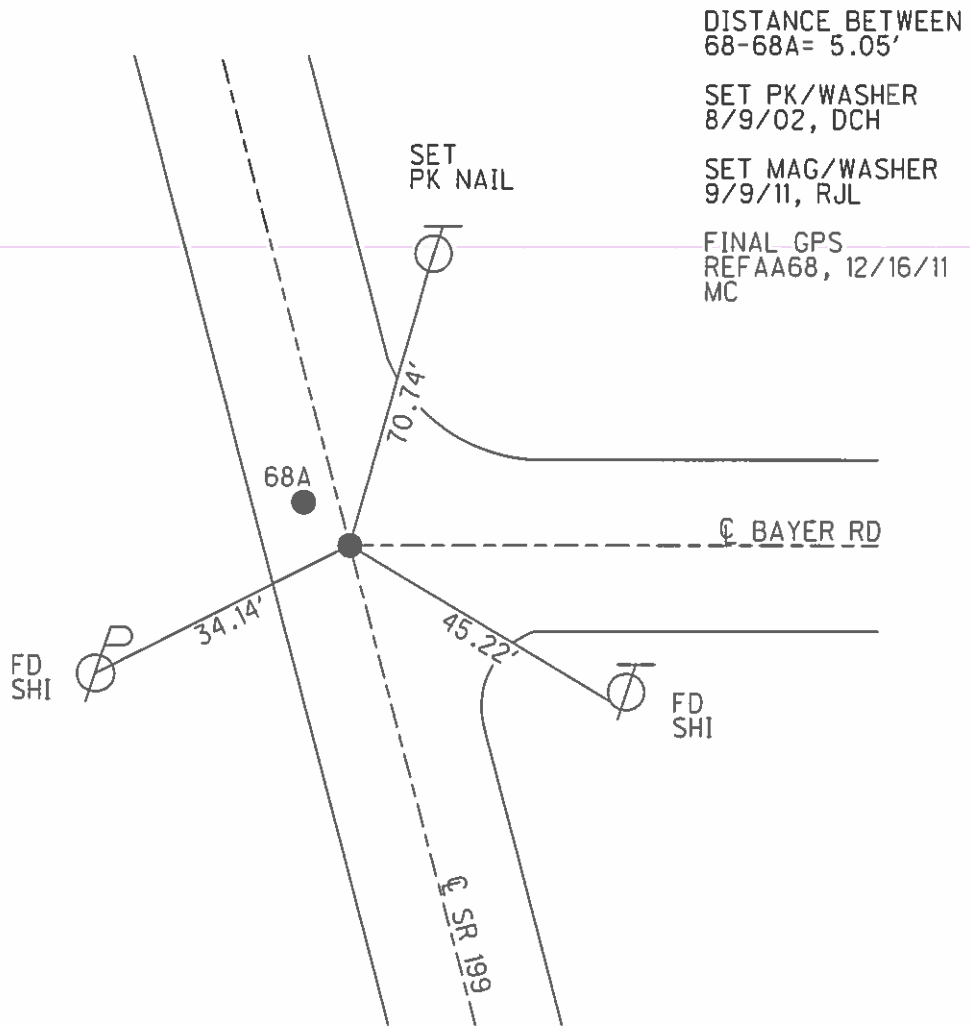 DISTANCE BETWEEN
68-68A= 5.05'
SET PK/WASHER
8/9/02, DCH
SET MAG/WASHER
9/9/11, RJL
FINAL GPS
REFAA68, 12/16/11
MC
SET
PK NAIL
70.74'
68A
℄ BAYER RD
34.14'
45.22'
FD
SHI
FD
SHI
℄ SR 199